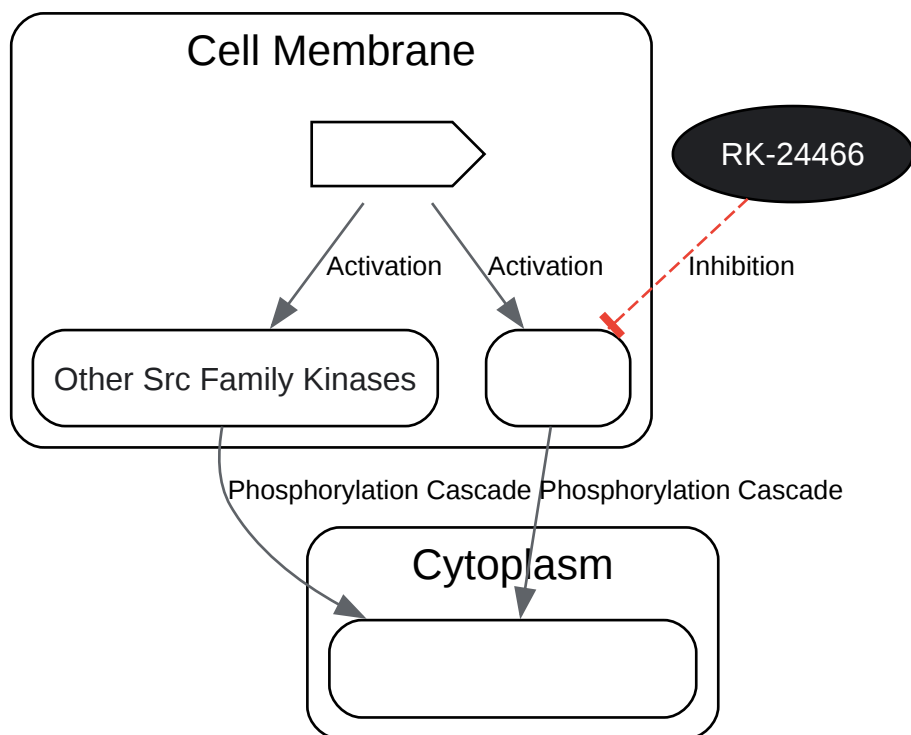 Cell Membrane
RK-24466
Activation
Activation
Inhibition
Other Src Family Kinases
Phosphorylation Cascade
Phosphorylation Cascade
Cytoplasm